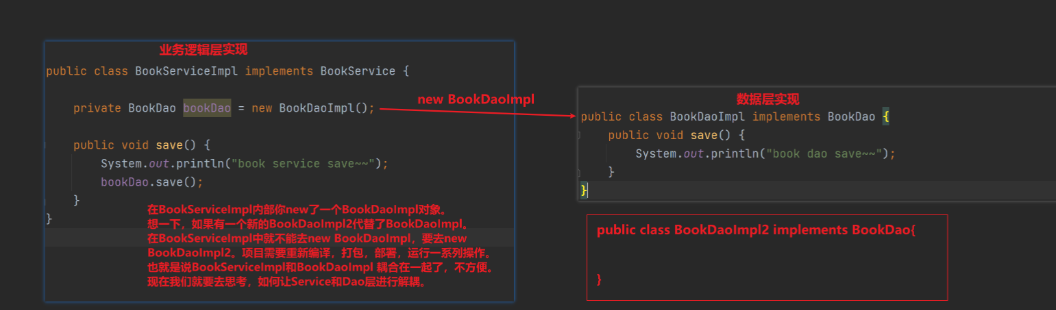 业务逻辑层实现
public class BookServiceImpl implements BookService {
private BookDao bookDao = new BookDaoImpl();
public void save() {
System.out.println("book service save~~");
bookDao.save();
}
}
在BookServiceImpl内部你new了一个BookDaoImpl对象。
想一下，如果有一个新的BookDaoImpl2代替了BookDaoImpl。
在BookServiceImpl中就不能去new BookDaoImpl，要去new
BookDaoImpl2。项目需要重新编译，打包，部署，运行一系列操作。
也就是说BookServiceImpl和BookDaoImpl 耦合在一起了，不方便。
现在我们就要去思考，如何让Service和Dao层进行解耦。
new BookDaoImpl
数据层实现
public class BookDaoImpl implements BookDao {
public void save() {
System.out.println("book dao save~~");
}
}
public class BookDaoImpl2 implements BookDao{
}